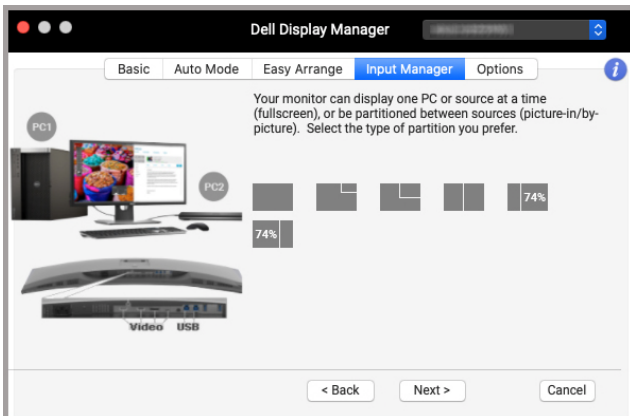 Dell Display Manager
Basic Auto Mode Easy Arrange Input Manager Options
Your monitor can display one PC or source at a time
(fullscreen), or be partitioned between sources (picture-in/by-
picture). Select the type of partition you prefer.
PC1
PC2
74%
74%
Video USB
< Back Next > Cancel